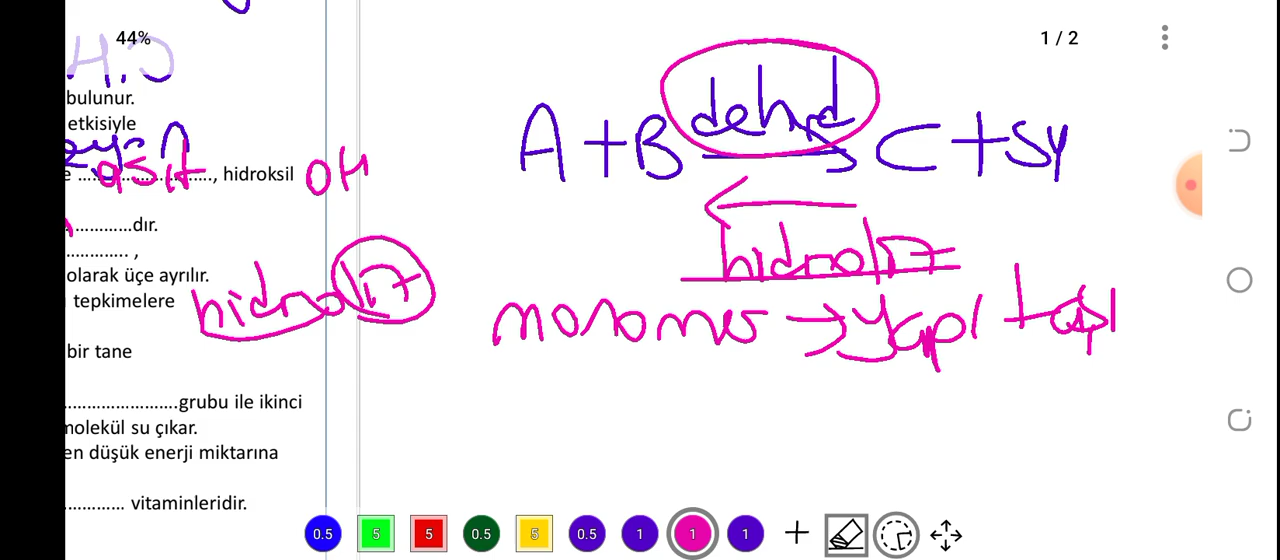 44%
1 / 2
bulunur.
etkisiyle
A + B dehid C + Sy
e ........asit........, hidroksil OH
............dır.
............. ,
hidroliz
olarak üçe ayrılır.
tepkimelere
hidroliz
monomer → yapı taşı
bir tane
.......................grubu ile ikinci
molekül su çıkar.
en düşük enerji miktarına
............ vitaminleridir.
0.5 5 5 0.5 5 0.5 1 1 1